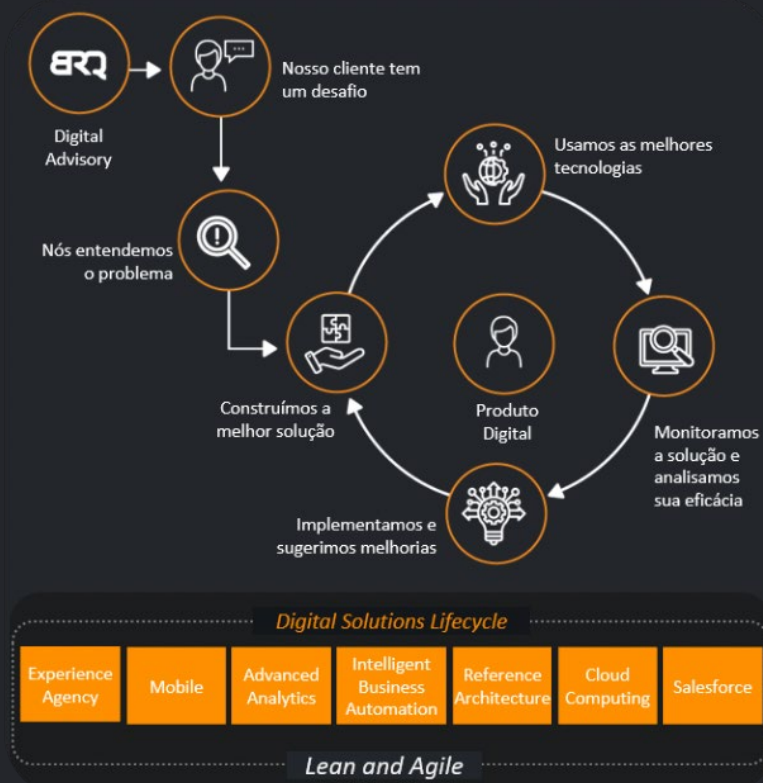 BRQ
Digital
Advisory
Nosso cliente tem
um desafio
Nós entendemos
o problema
Usamos as melhores
tecnologias
Construímos a
melhor solução
Produto
Digital
Monitoramos
a solução e
analisamos
sua eficácia
Implementamos e
sugerimos melhorias
Digital Solutions Lifecycle
Experience
Agency
Mobile
Advanced
Analytics
Intelligent
Business
Automation
Reference
Architecture
Cloud
Computing
Salesforce
Lean and Agile